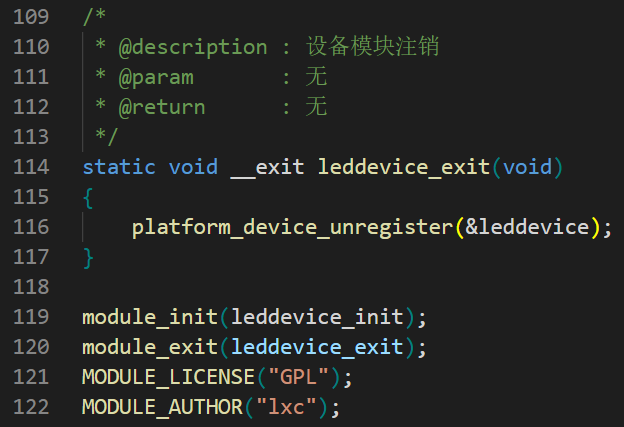 109 /*
110  * @description : 设备模块注销
111  * @param       : 无
112  * @return      : 无
113  */
114 static void __exit leddevice_exit(void)
115 {
116     platform_device_unregister(&leddevice);
117 }
118
119 module_init(leddevice_init);
120 module_exit(leddevice_exit);
121 MODULE_LICENSE("GPL");
122 MODULE_AUTHOR("lxc");